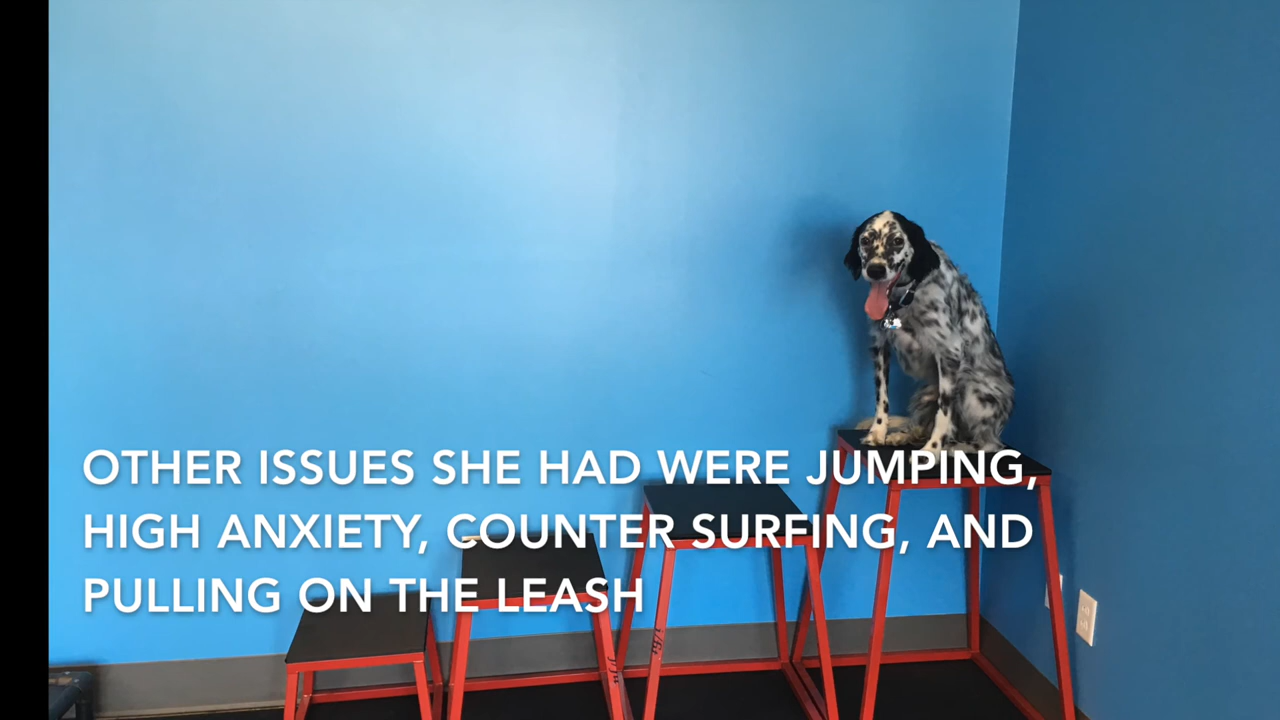 OTHER ISSUES SHE HAD WERE JUMPING,
HIGH ANXIETY, COUNTER SURFING, AND
PULLING ON THE LEASH